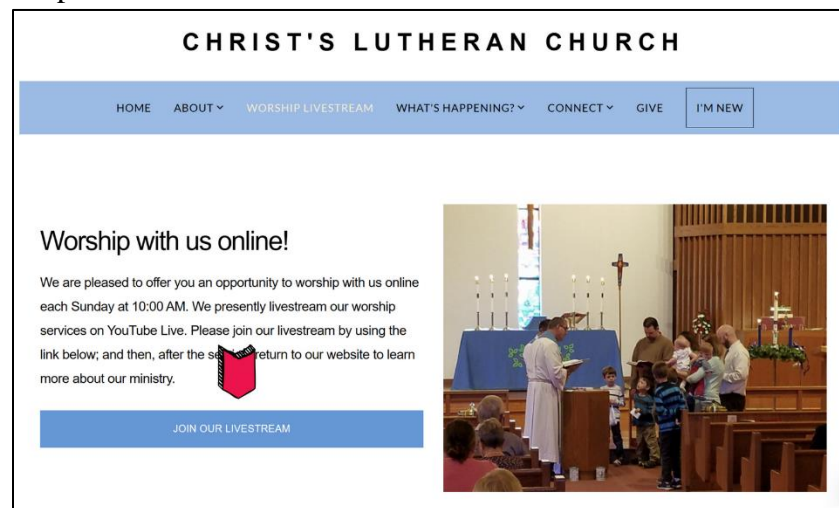 CHRIST'S LUTHERAN CHURCH
HOME ABOUT WORSHIP LIVESTREAM WHAT'S HAPPENING? CONNECT GIVE I'M NEW
Worship with us online!
We are pleased to offer you an opportunity to worship with us online
each Sunday at 10:00 AM. We presently livestream our worship
services on YouTube Live. Please join our livestream by using the
link below; and then, after the return to our website to learn
more about our ministry.
JOIN OUR LIVESTREAM